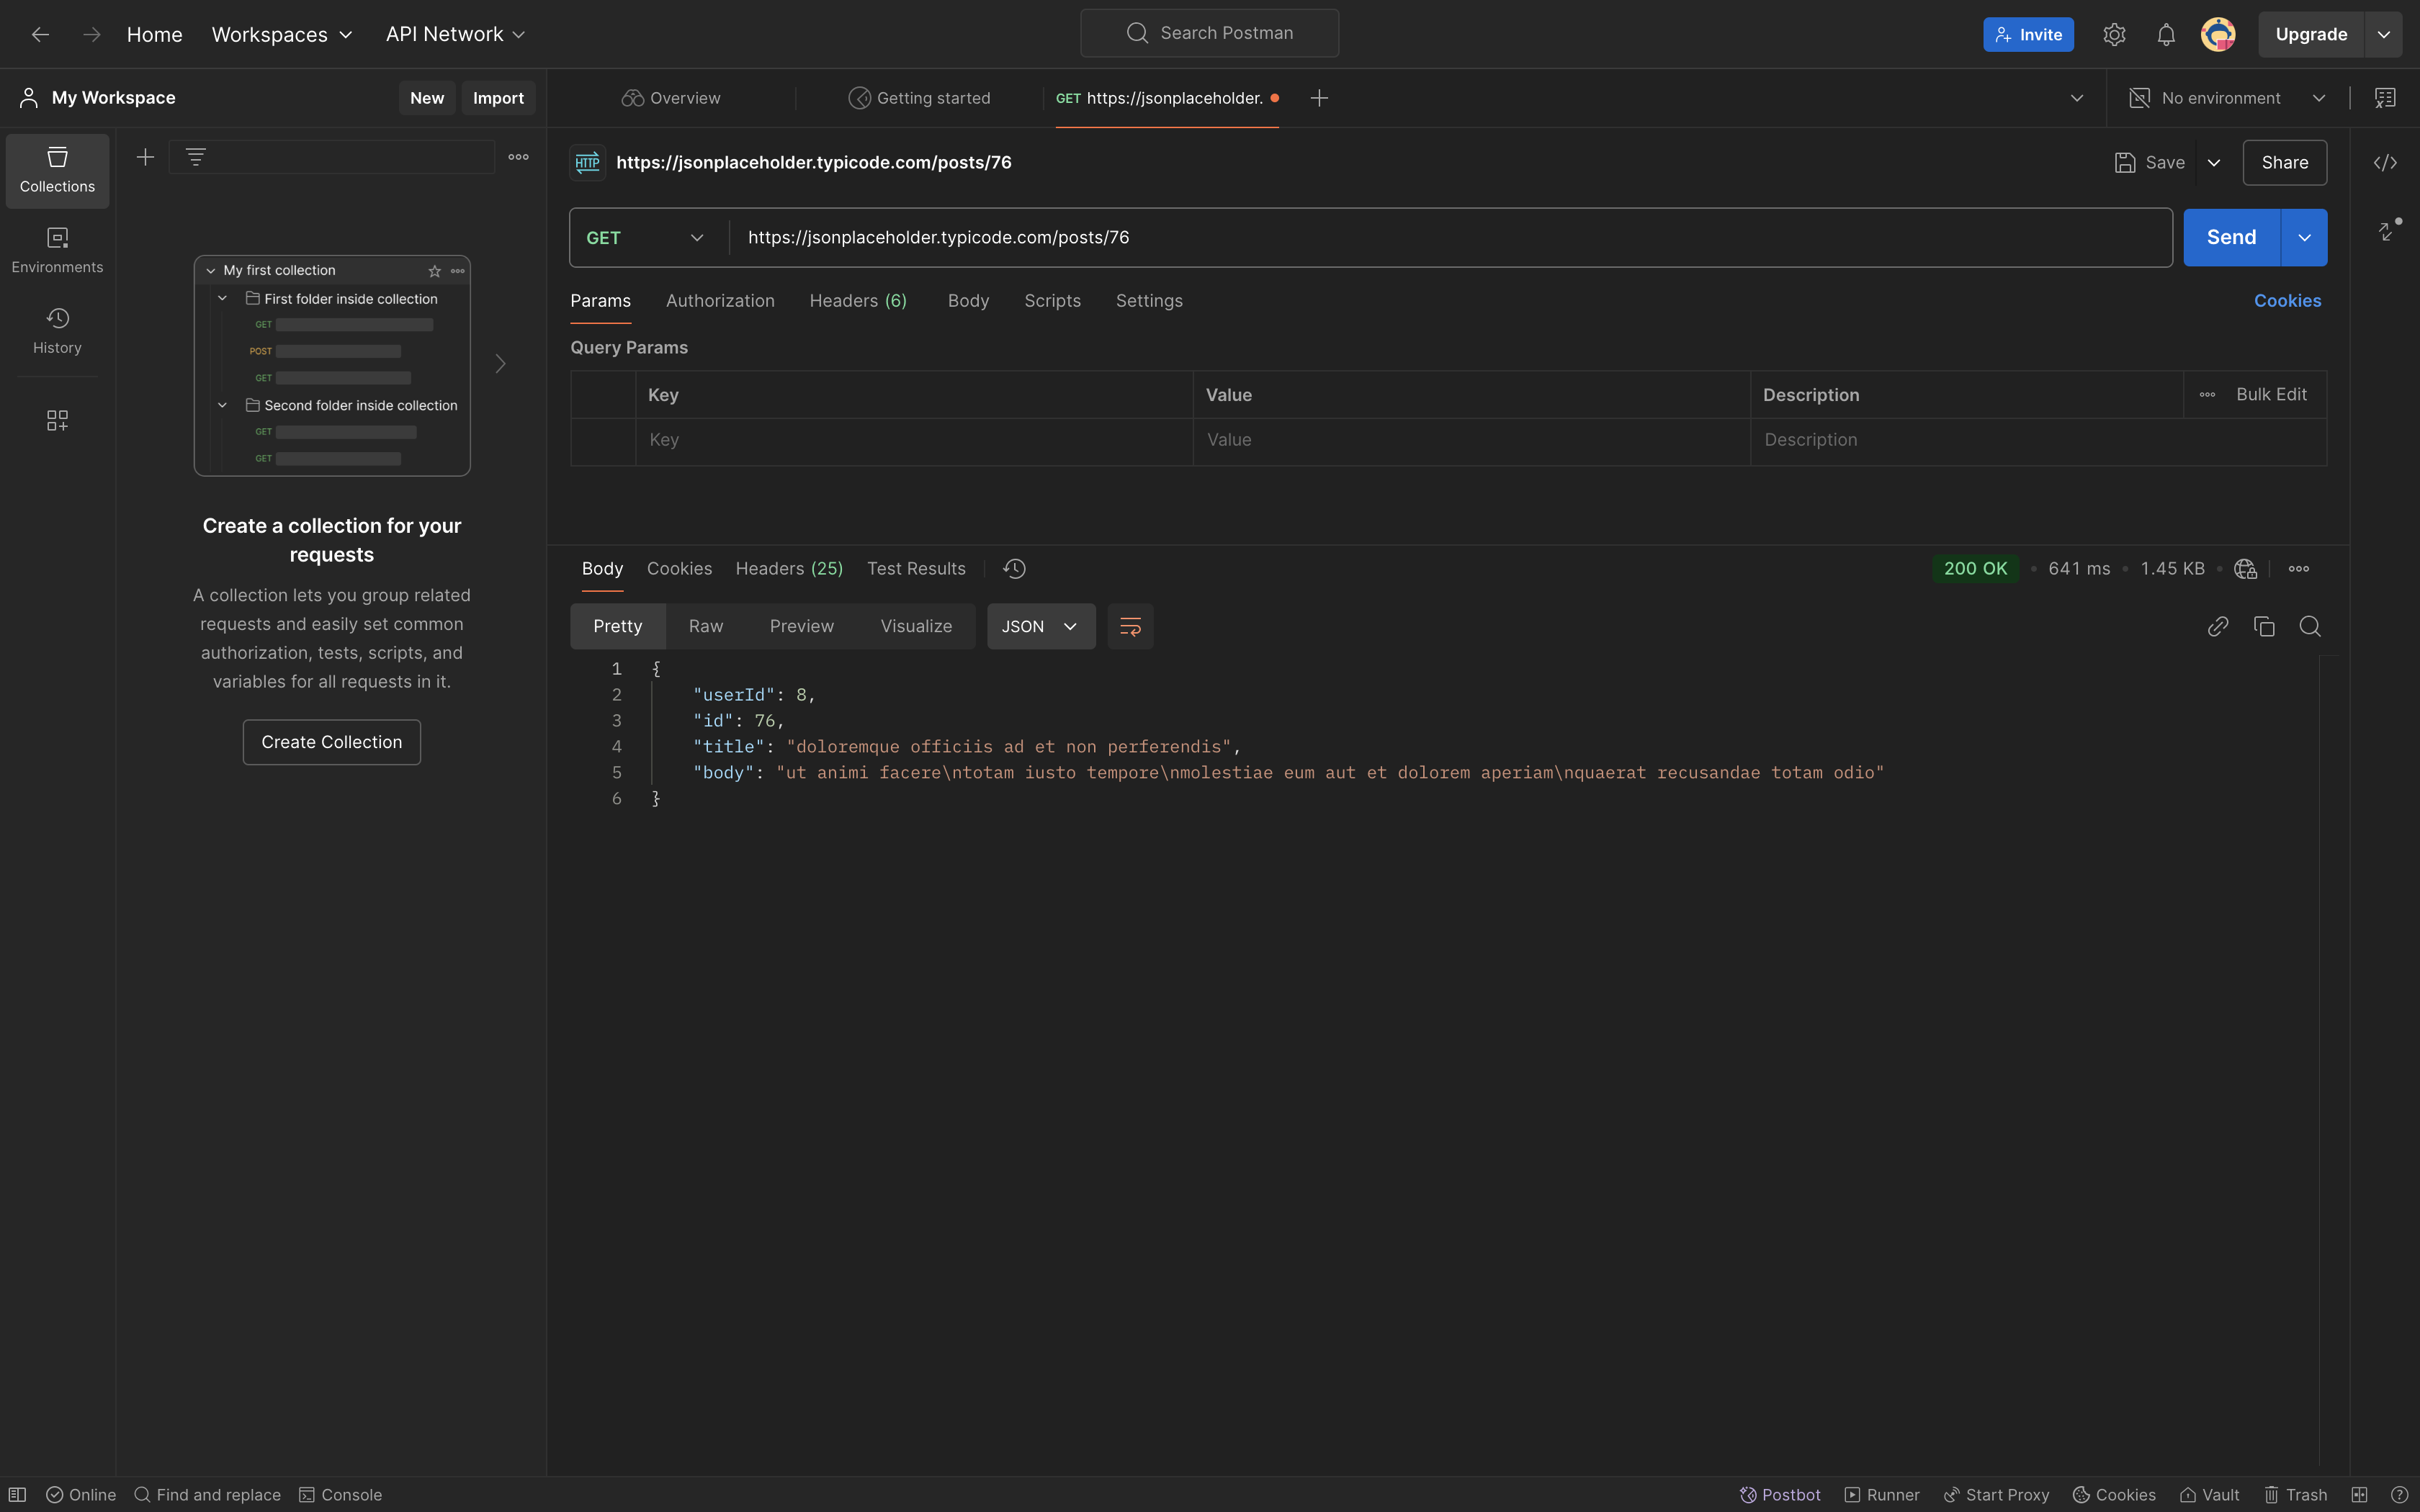 Home Workspaces API Network Search Postman Invite Upgrade
My Workspace New Import Overview Getting started GET https://jsonplaceholder. No environment
Collections
Environments
History
My first collection
First folder inside collection
GET
POST
GET
Second folder inside collection
GET
GET
Create a collection for your
requests
A collection lets you group related
requests and easily set common
authorization, tests, scripts, and
variables for all requests in it.
Create Collection
HTTP https://jsonplaceholder.typicode.com/posts/76 Save Share
GET https://jsonplaceholder.typicode.com/posts/76 Send
Params Authorization Headers (6) Body Scripts Settings Cookies
Query Params
Key Value Description Bulk Edit
Key Value Description
Body Cookies Headers (25) Test Results 200 OK • 641 ms • 1.45 KB •
Pretty Raw Preview Visualize JSON
1 {
2 "userId": 8,
3 "id": 76,
4 "title": "doloremque officiis ad et non perferendis",
5 "body": "ut animi facere\ntotam iusto tempore\nmolestiae eum aut et dolorem aperiam\nquaerat recusandae totam odio"
6 }
Online Find and replace Console Postbot Runner Start Proxy Cookies Vault Trash